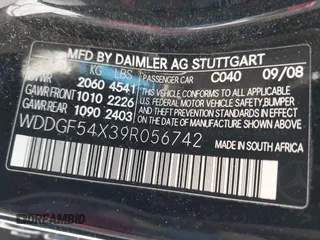 MFD BY DAIMLER AG STUTTGART
KG LBS PASSENGER CAR C040 09/08
GVWR 2060 4541
GAWR FRONT 1010 2226
GAWR REAR 1090 2403
THIS VEHICLE CONFORMS TO ALL APPLICABLE
U.S. FEDERAL MOTOR VEHICLE SAFETY, BUMPER
AND THEFT PREVENTION STANDARDS IN EFFECT
ON THE DATE OF MANUFACTURE SHOWN ABOVE.
WDDGF54X39R056742
MADE IN SOUTH AFRICA
DREAMBID